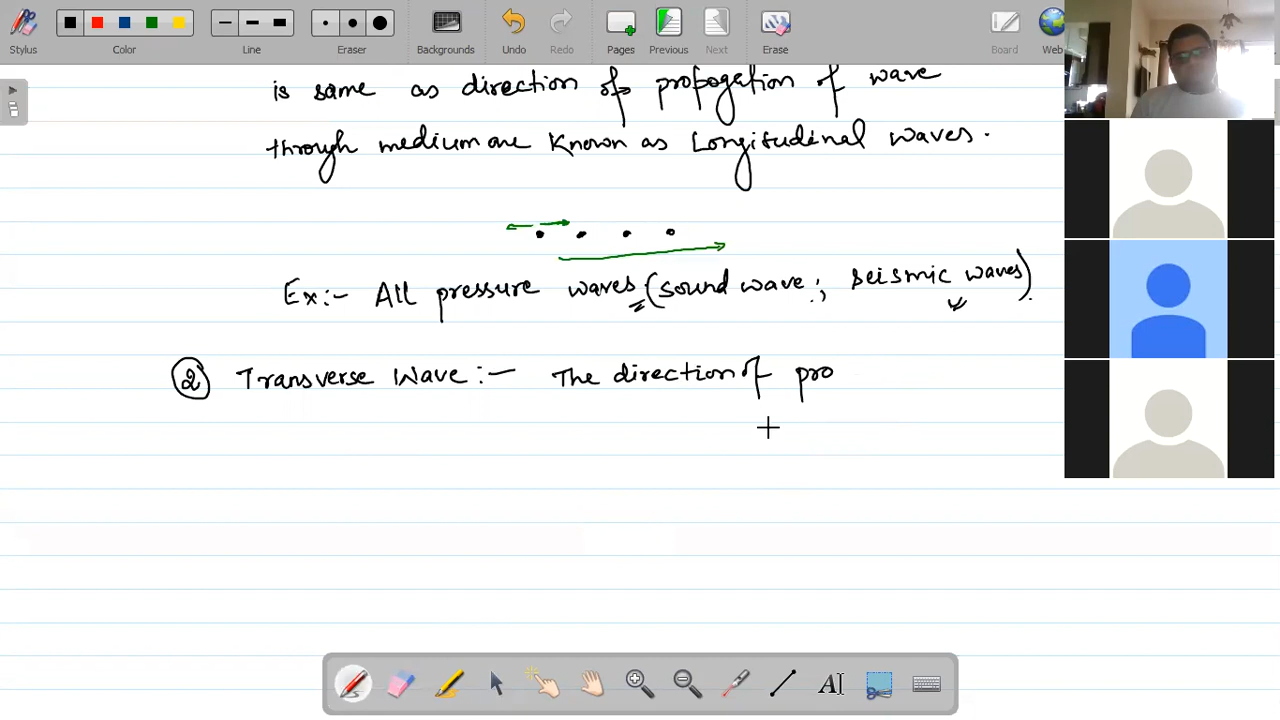 Stylus
Color
Line
Eraser
Backgrounds
Undo
Redo
Pages
Previous
Next
Erase
Board
Web
is same as direction of propogation of wave
through medium are Known as Longitudinal waves.
Ex:- All pressure waves (sound wave; seismic waves).
② Transverse Wave :- The direction of pro
AI